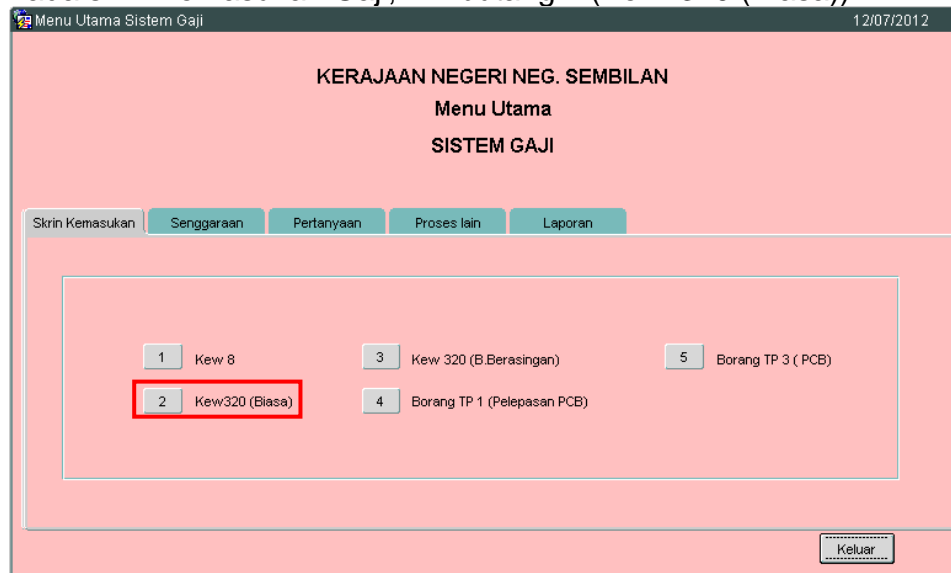 Menu Utama Sistem Gaji 12/07/2012
KERAJAAN NEGERI NEG. SEMBILAN
Menu Utama
SISTEM GAJI
Skrin Kemasukan Senggaraan Pertanyaan Proses lain Laporan
1 Kew 8 3 Kew 320 (B.Berasingan) 5 Borang TP 3 ( PCB)
2 Kew320 (Biasa) 4 Borang TP 1 (Pelepasan PCB)
Keluar